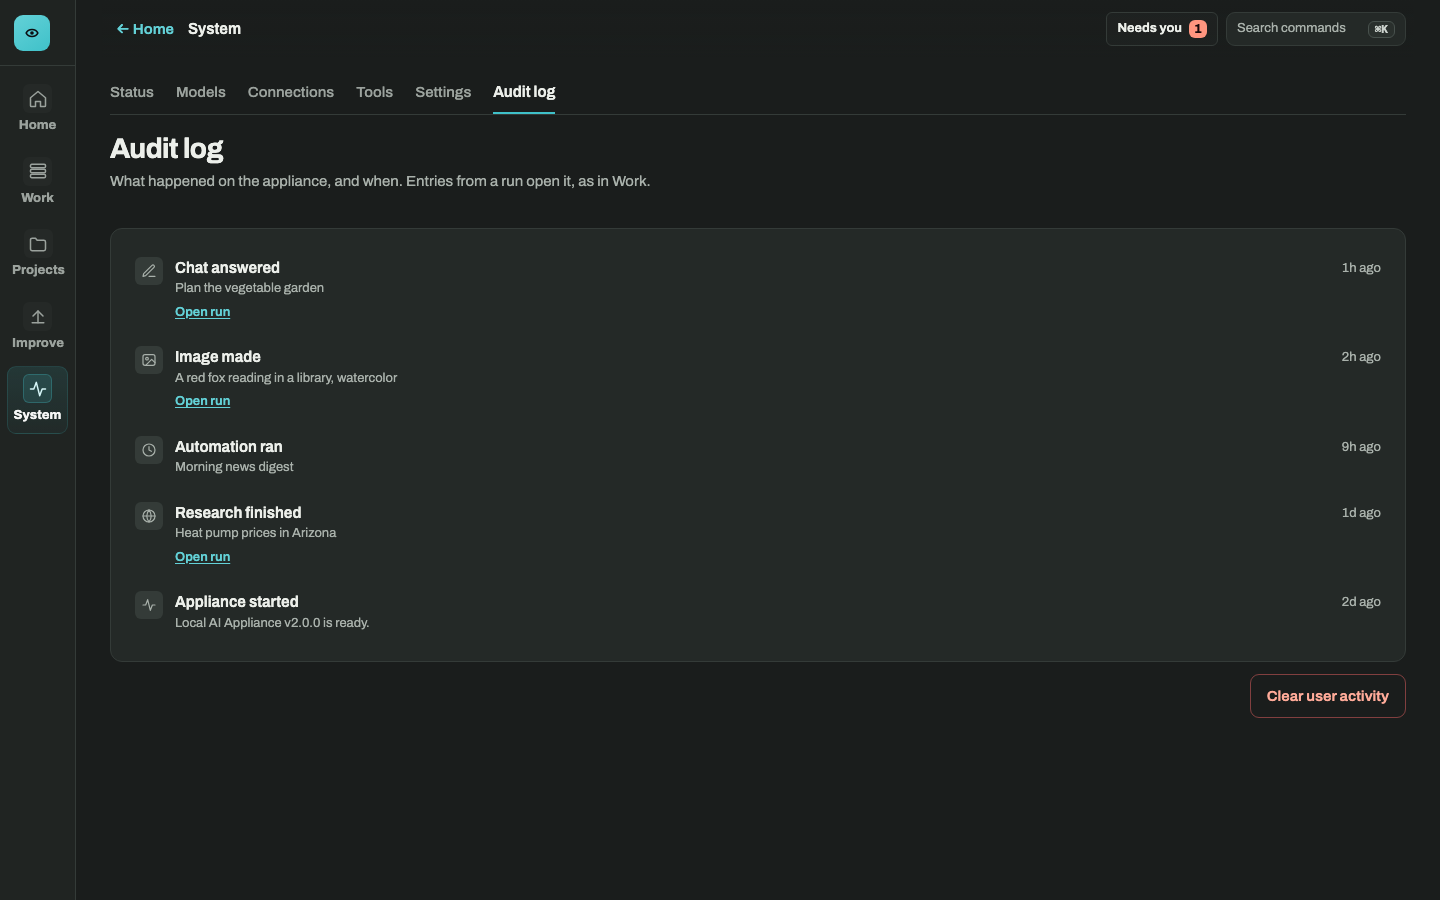 ← Home System
Needs you 1
Search commands ⌘K
Home
Work
Projects
Improve
System
Status Models Connections Tools Settings Audit log
Audit log
What happened on the appliance, and when. Entries from a run open it, as in Work.
Chat answered 1h ago
Plan the vegetable garden
Open run
Image made 2h ago
A red fox reading in a library, watercolor
Open run
Automation ran 9h ago
Morning news digest
Research finished 1d ago
Heat pump prices in Arizona
Open run
Appliance started 2d ago
Local AI Appliance v2.0.0 is ready.
Clear user activity